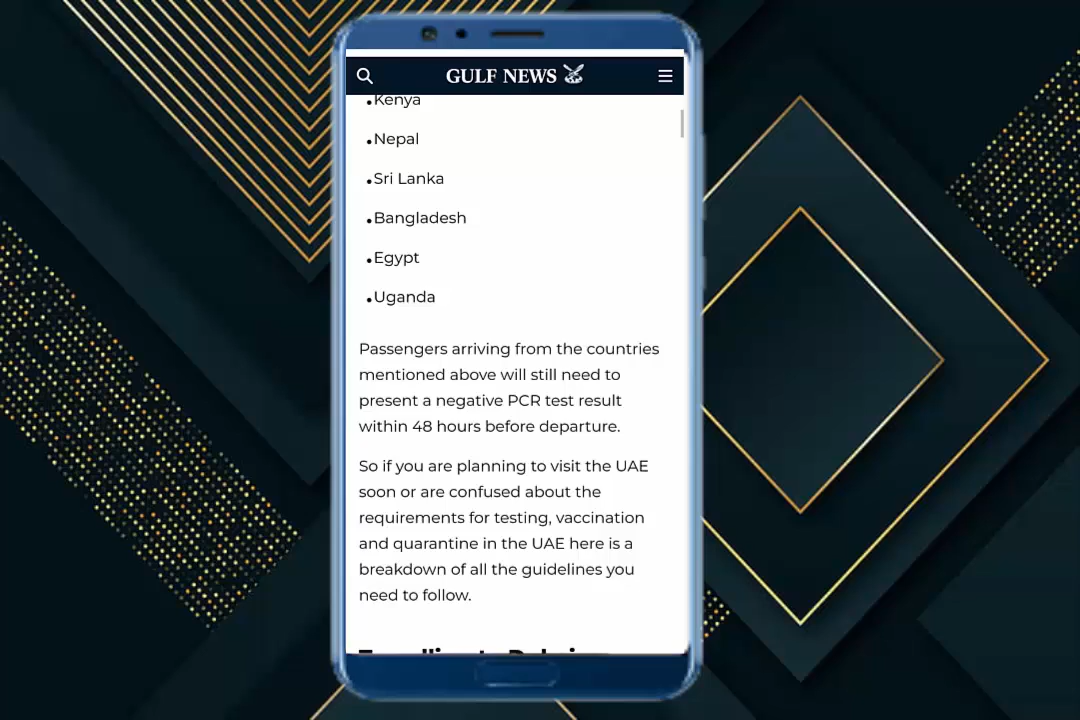 GULF NEWS
Kenya
Nepal
Sri Lanka
Bangladesh
Egypt
Uganda
Passengers arriving from the countries
mentioned above will still need to
present a negative PCR test result
within 48 hours before departure.
So if you are planning to visit the UAE
soon or are confused about the
requirements for testing, vaccination
and quarantine in the UAE here is a
breakdown of all the guidelines you
need to follow.